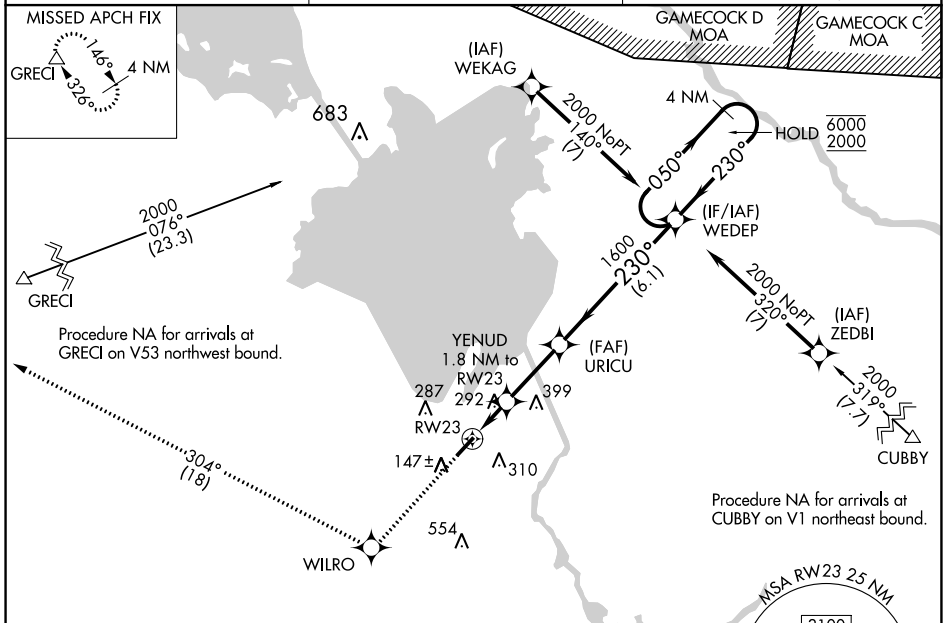 MISSED APCH FIX
GRECI
146°
326°
4 NM
683
GAMECOCK D
MOA
GAMECOCK C
MOA
(IAF)
WEKAG
2000 NoPT
140°
(7)
4 NM
HOLD
6000
2000
050°
230°
(IF/IAF)
WEDEP
2000
076°
(23.3)
GRECI
1600
230°
(6.1)
2000 NoPT
320°
(7)
(IAF)
ZEDBI
Procedure NA for arrivals at
GRECI on V53 northwest bound.
YENUD
1.8 NM to
RW23
(FAF)
URICU
2000
319°
(7.7)
CUBBY
287
292
399
RW23
147±
310
304°
(18)
554
WILRO
Procedure NA for arrivals at
CUBBY on V1 northeast bound.
MSA RW23 25 NM